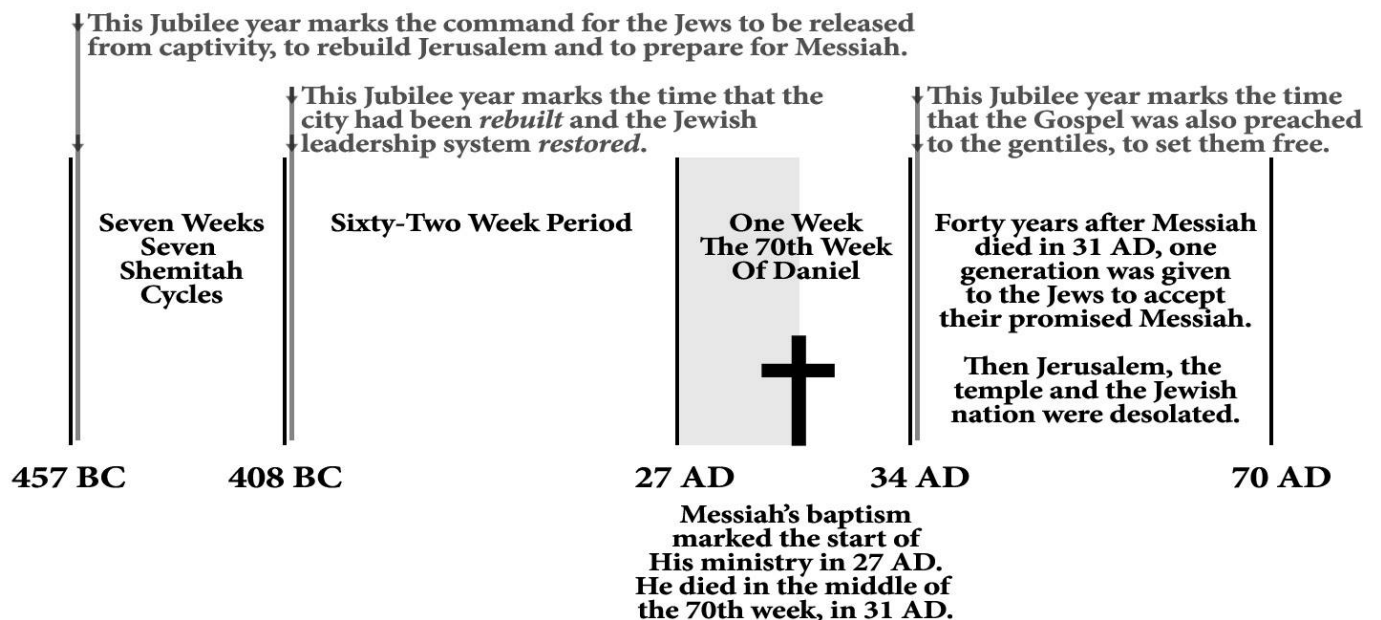 This Jubilee year marks the command for the Jews to be released
from captivity, to rebuild Jerusalem and to prepare for Messiah.
This Jubilee year marks the time that the
city had been rebuilt and the Jewish
leadership system restored.
This Jubilee year marks the time
that the Gospel was also preached
to the gentiles, to set them free.
Seven Weeks
Seven
Shemitah
Cycles
Sixty-Two Week Period
One Week
The 70th Week
Of Daniel
Forty years after Messiah
died in 31 AD, one
generation was given
to the Jews to accept
their promised Messiah.
Then Jerusalem, the
temple and the Jewish
nation were desolated.
457 BC
408 BC
27 AD
34 AD
70 AD
Messiah’s baptism
marked the start of
His ministry in 27 AD.
He died in the middle of
the 70th week, in 31 AD.